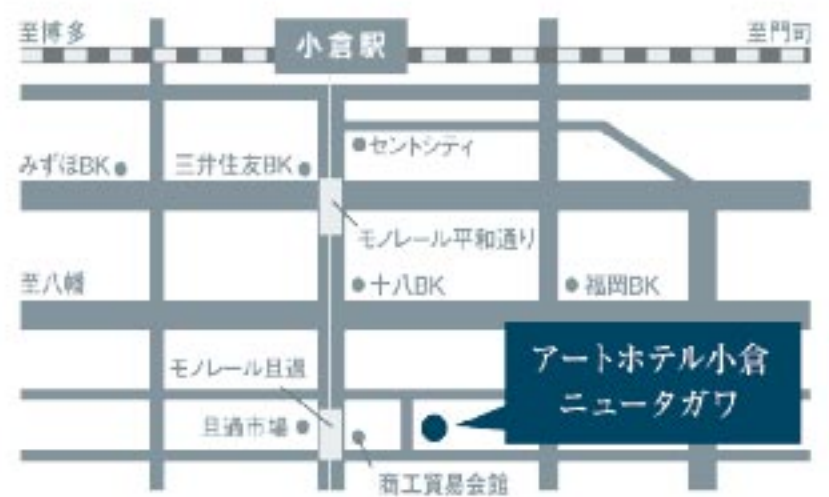 至博多
小倉駅
至門司
セントシティ
みずほBK
三井住友BK
モノレール平和通り
至八幡
十八BK
福岡BK
アートホテル小倉
ニュータガワ
モノレール旦過
旦過市場
商工貿易会館